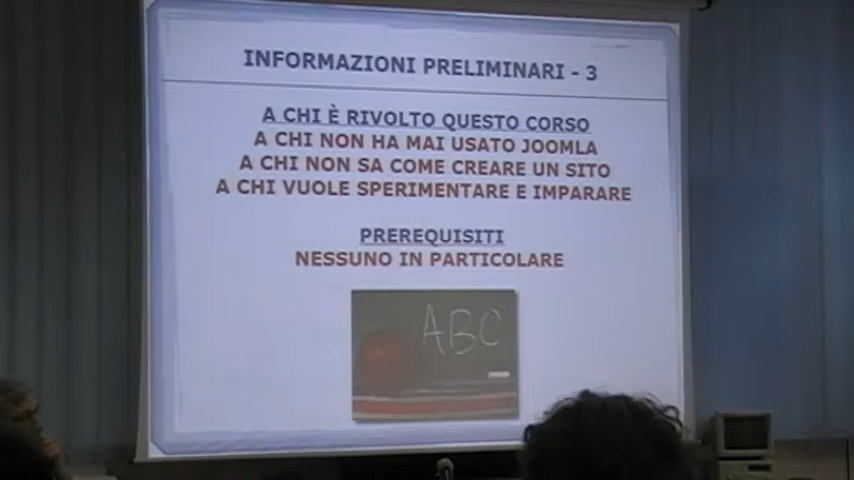 INFORMAZIONI PRELIMINARI - 3
A CHI È RIVOLTO QUESTO CORSO
A CHI NON HA MAI USATO JOOMLA
A CHI NON SA COME CREARE UN SITO
A CHI VUOLE SPERIMENTARE E IMPARARE
PREREQUISITI
NESSUNO IN PARTICOLARE
ABC